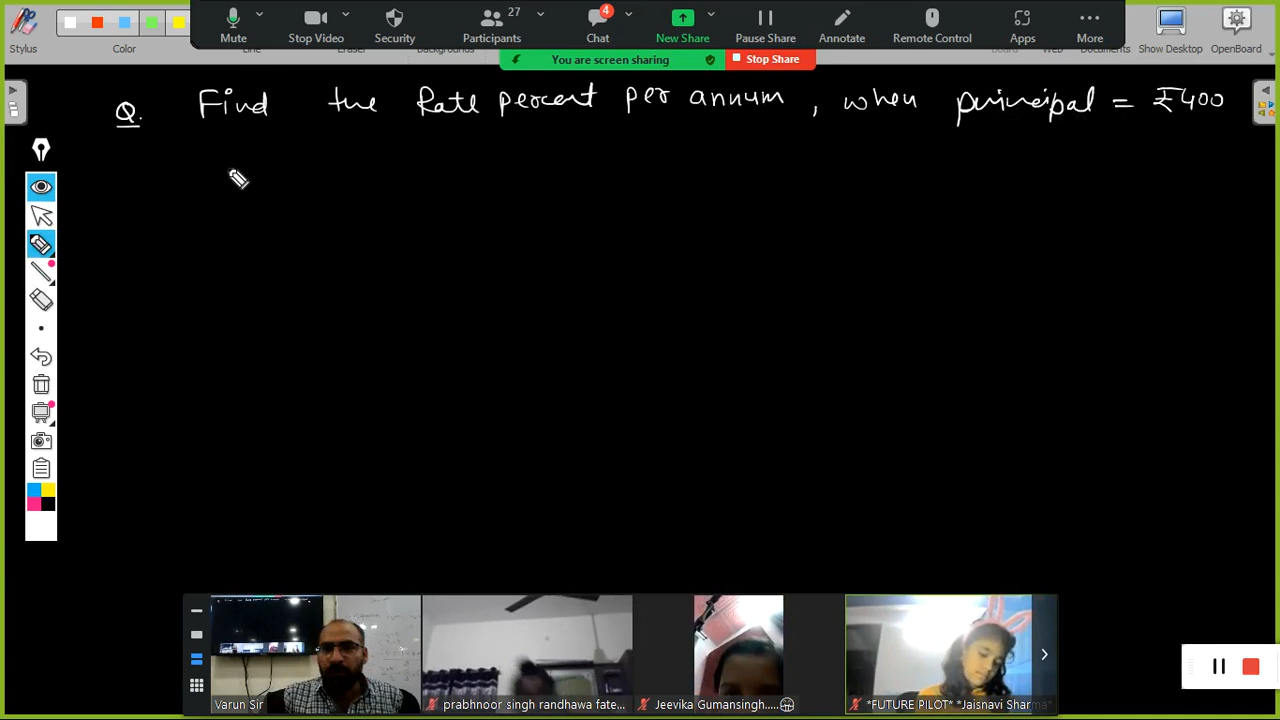 27
4
Mute
Stop Video
Security
Participants
Chat
New Share
Pause Share
Annotate
Remote Control
Apps
More
Stylus
Color
Show Desktop
OpenBoard
You are screen sharing
Stop Share
Q. Find the Rate percent per annum, when principal = ₹400
Varun Sir
prabhnoor singh randhawa fate...
Jeevika Gumansingh....
*FUTURE PILOT* *Jaisnavi Sharma*